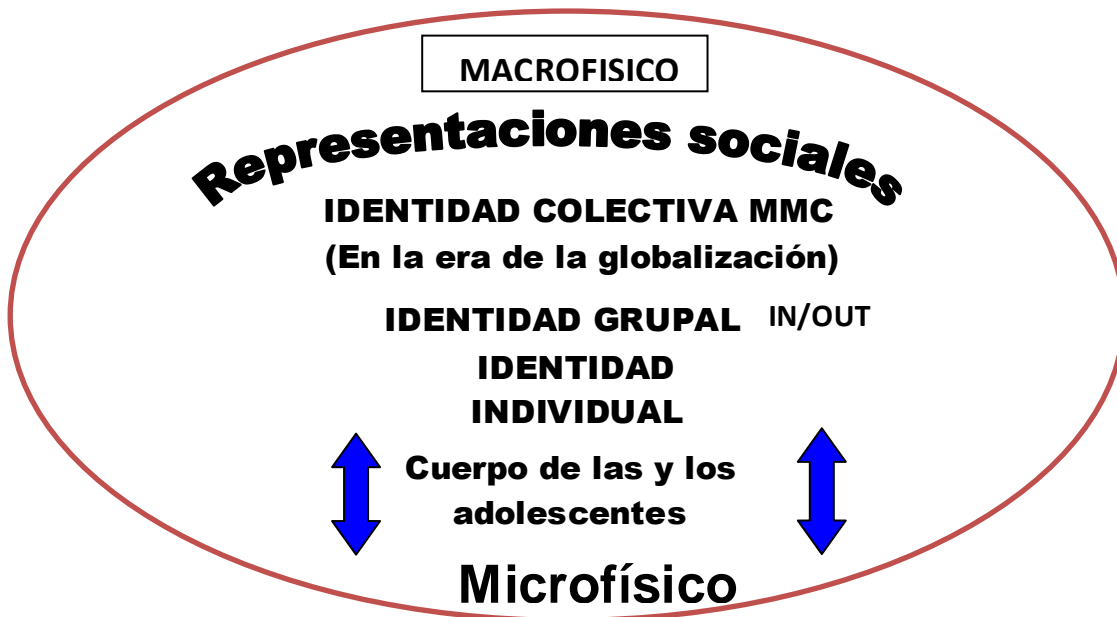 MACROFISICO
Representaciones sociales
IDENTIDAD COLECTIVA MMC
(En la era de la globalización)
IDENTIDAD GRUPAL IN/OUT
IDENTIDAD
INDIVIDUAL
Cuerpo de las y los
adolescentes
Microfísico